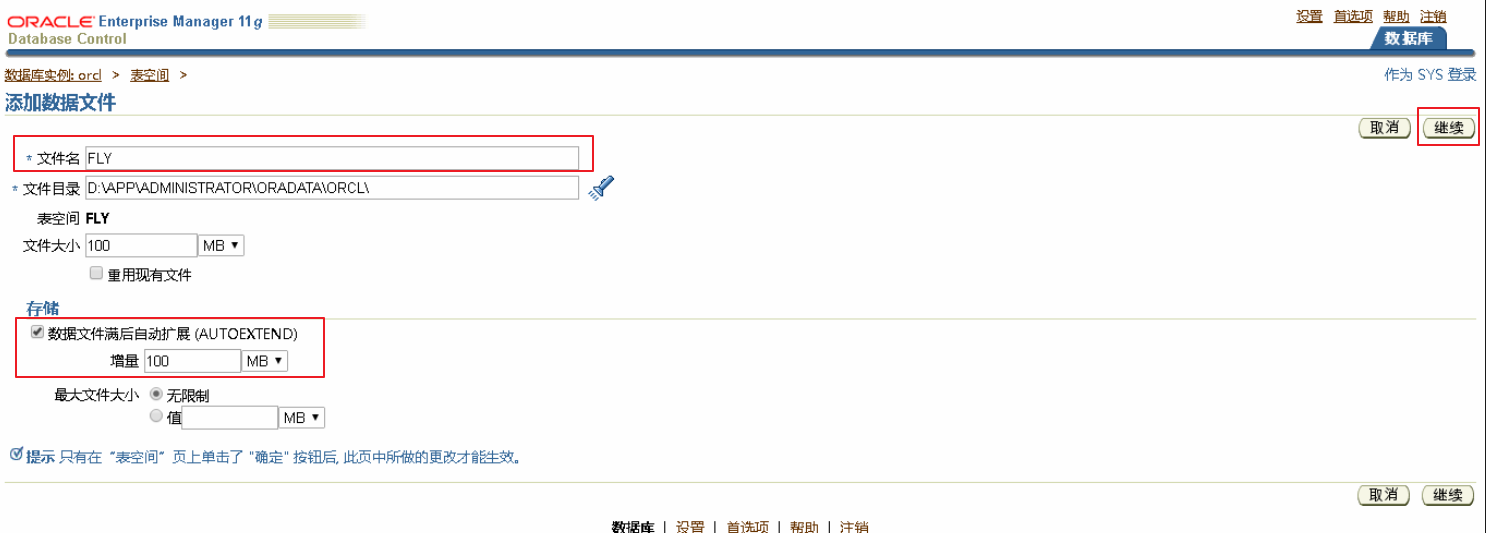 ORACLE Enterprise Manager 11g
Database Control
设置 首选项 帮助 注销
数据库
数据库实例: orcl > 表空间 >
作为 SYS 登录
添加数据文件
取消 继续
* 文件名 FLY
* 文件目录 D:\APP\ADMINISTRATOR\ORADATA\ORCL\
表空间 FLY
文件大小 100 MB
重用现有文件
存储
数据文件满后自动扩展 (AUTOEXTEND)
增量 100 MB
最大文件大小 无限制
值 MB
提示 只有在 "表空间" 页上单击了 "确定" 按钮后, 此页中所做的更改才能生效。
取消 继续
数据库 | 设置 | 首选项 | 帮助 | 注销